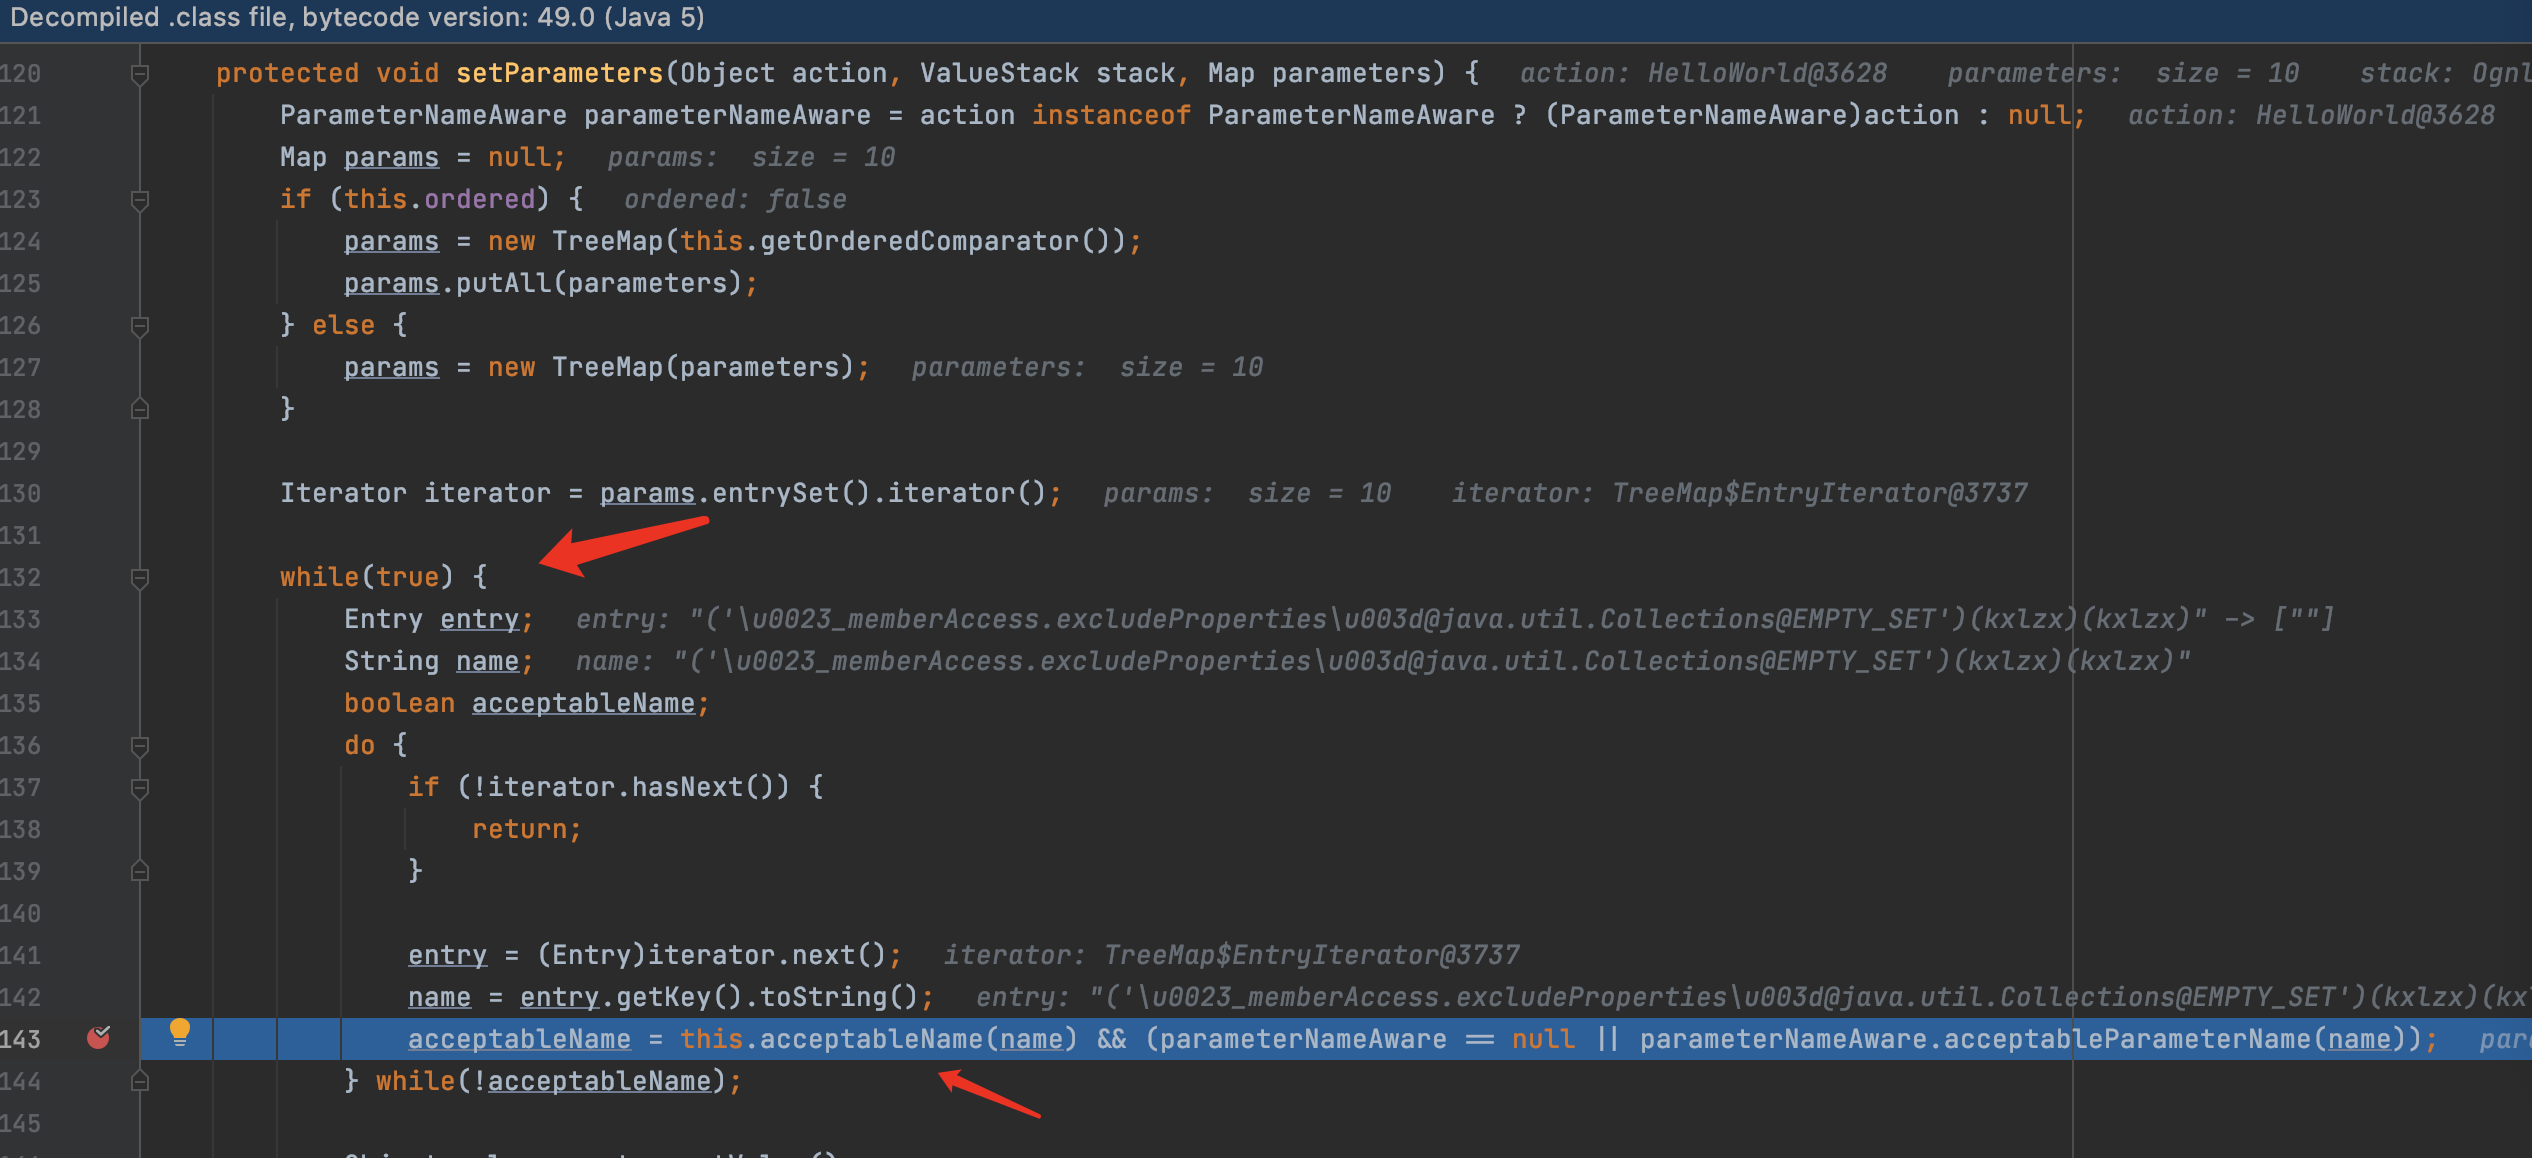 Decompiled .class file, bytecode version: 49.0 (Java 5)
120 protected void setParameters(Object action, ValueStack stack, Map parameters) { action: HelloWorld@3628 parameters: size = 10 stack: Ognl
121 ParameterNameAware parameterNameAware = action instanceof ParameterNameAware ? (ParameterNameAware)action : null; action: HelloWorld@3628
122 Map params = null; params: size = 10
123 if (this.ordered) { ordered: false
124 params = new TreeMap(this.getOrderedComparator());
125 params.putAll(parameters);
126 } else {
127 params = new TreeMap(parameters); parameters: size = 10
128 }
129
130 Iterator iterator = params.entrySet().iterator(); params: size = 10 iterator: TreeMap$EntryIterator@3737
131
132 while(true) {
133 Entry entry; entry: "('\u0023_memberAccess.excludeProperties\u003d@java.util.Collections@EMPTY_SET')(kxlzx)(kxlzx)" -> [""]
134 String name; name: "('\u0023_memberAccess.excludeProperties\u003d@java.util.Collections@EMPTY_SET')(kxlzx)(kxlzx)"
135 boolean acceptableName;
136 do {
137 if (!iterator.hasNext()) {
138 return;
139 }
140
141 entry = (Entry)iterator.next(); iterator: TreeMap$EntryIterator@3737
142 name = entry.getKey().toString(); entry: "('\u0023_memberAccess.excludeProperties\u003d@java.util.Collections@EMPTY_SET')(kxlzx)(kx
143 acceptableName = this.acceptableName(name) && (parameterNameAware == null || parameterNameAware.acceptableParameterName(name)); par
144 } while(!acceptableName);
145